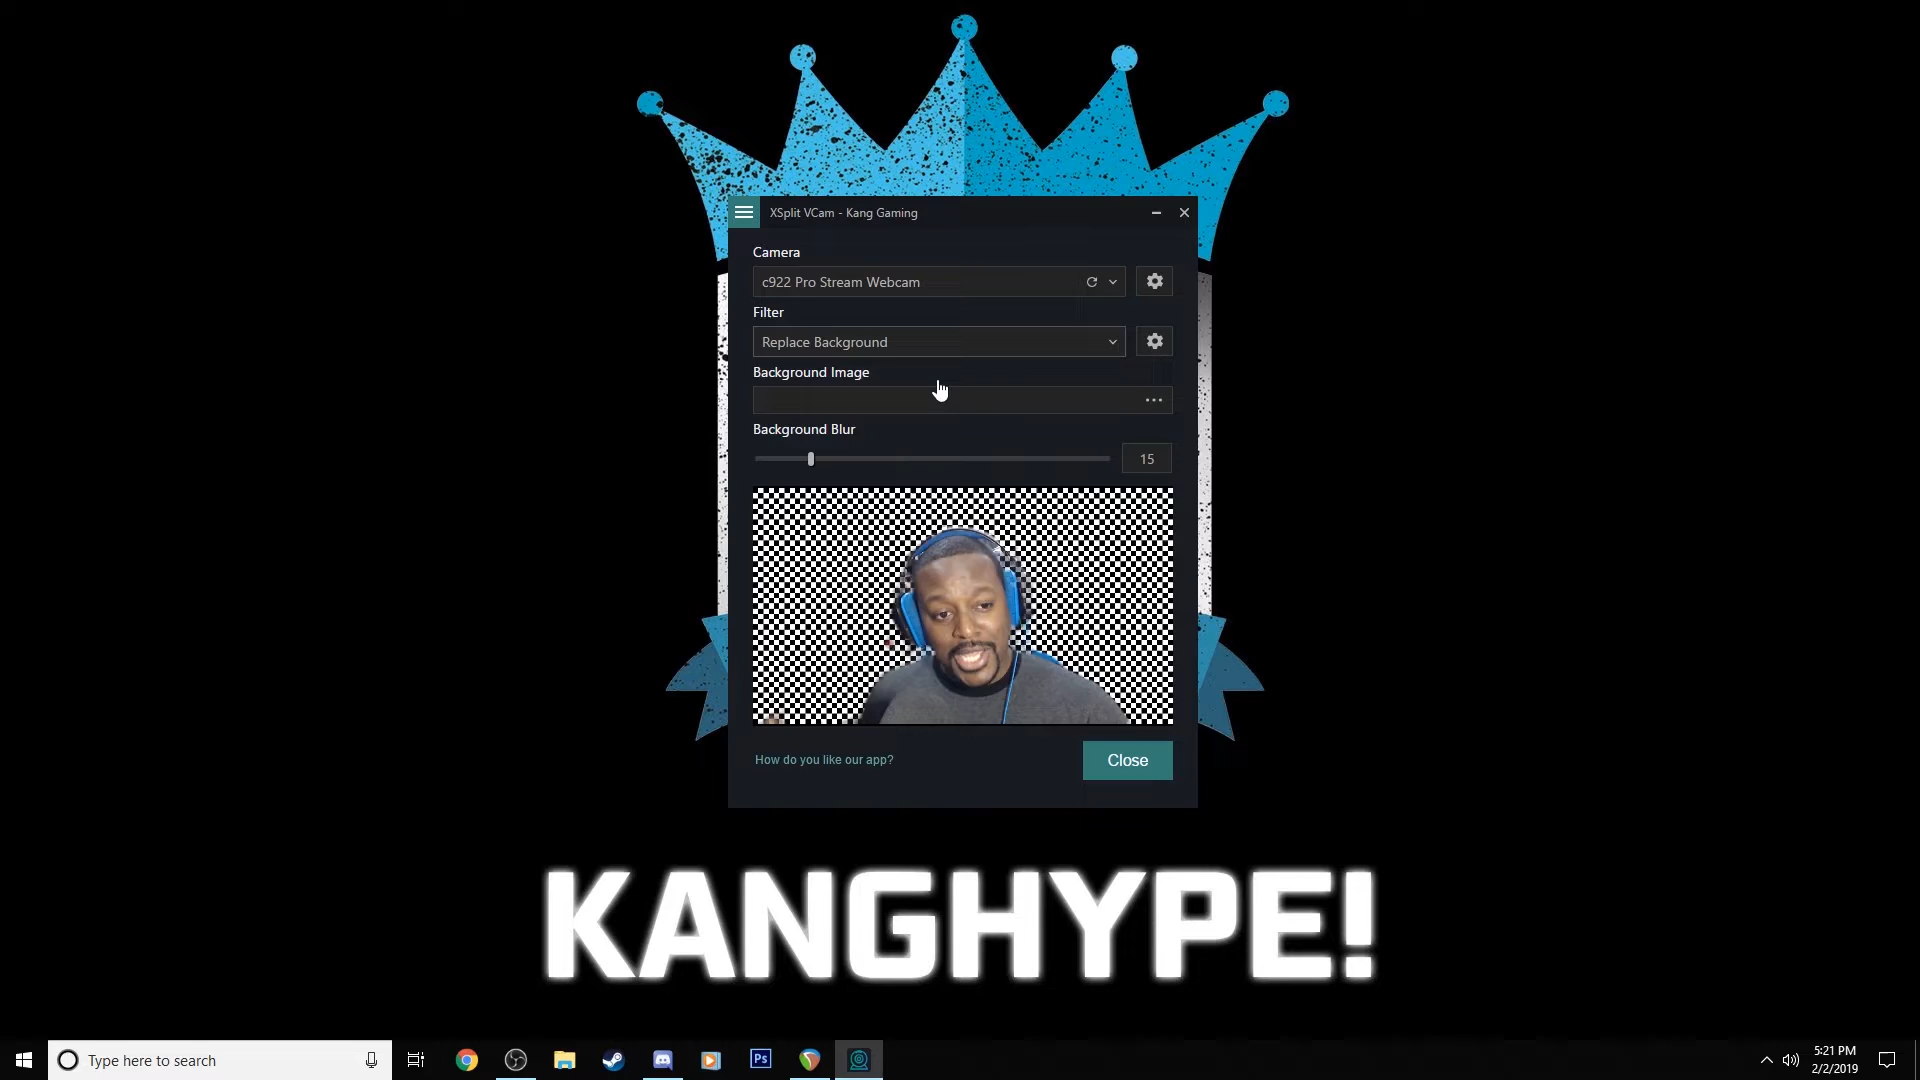 XSplit VCam - Kang Gaming
Camera
c922 Pro Stream Webcam
Filter
Replace Background
Background Image
Background Blur
15
How do you like our app?
Close
KANGHYPE!
Type here to search
Ps
5:21 PM
2/2/2019